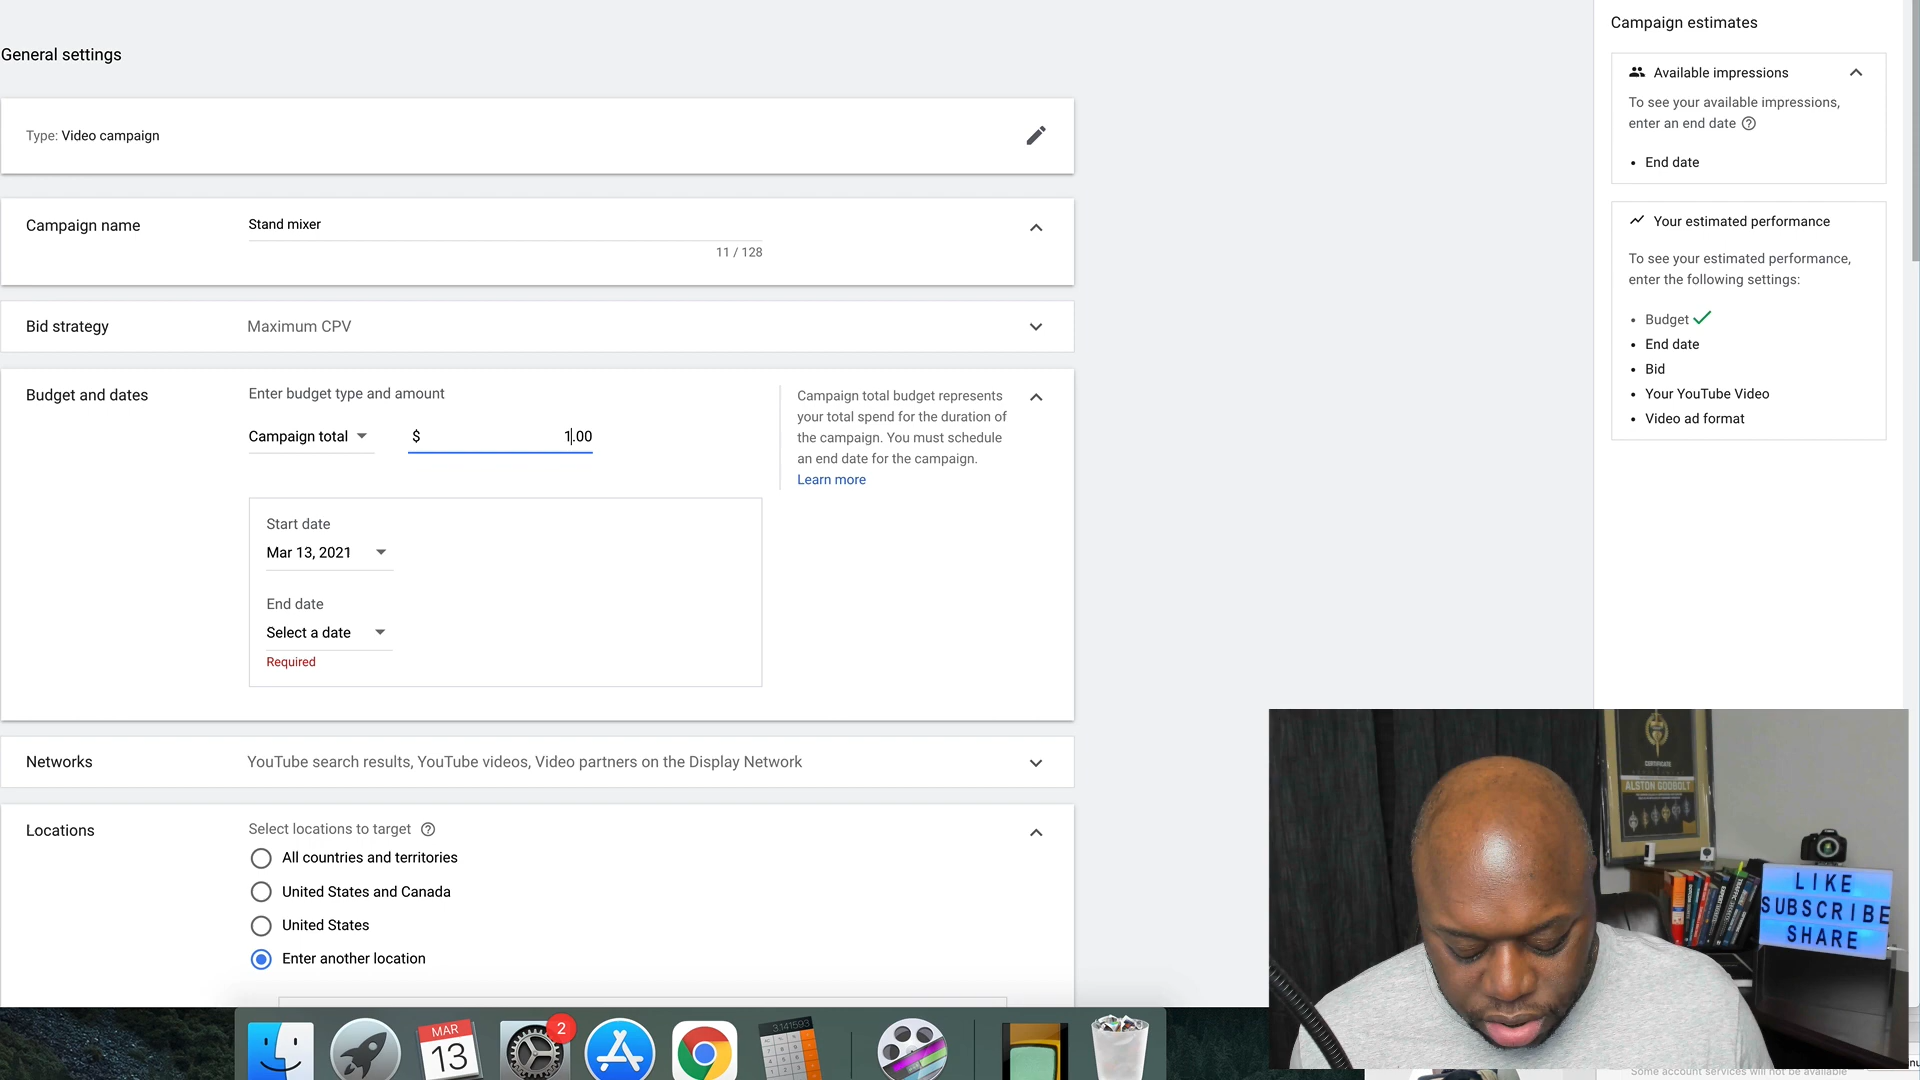 General settings
Type: Video campaign
Campaign name
Stand mixer
11 / 128
Bid strategy
Maximum CPV
Budget and dates
Enter budget type and amount
Campaign total
$
1.00
Campaign total budget represents
your total spend for the duration of
the campaign. You must schedule
an end date for the campaign.
Learn more
Start date
Mar 13, 2021
End date
Select a date
Required
Networks
YouTube search results, YouTube videos, Video partners on the Display Network
Locations
Select locations to target
All countries and territories
United States and Canada
United States
Enter another location
Campaign estimates
Available impressions
To see your available impressions,
enter an end date
• End date
Your estimated performance
To see your estimated performance,
enter the following settings:
• Budget
• End date
• Bid
• Your YouTube Video
• Video ad format
CERTIFICATE
ALSTON GODBOLT
LIKE
SUBSCRIBE
SHARE
MAR
13
2
3.141593
Some account services will not be available